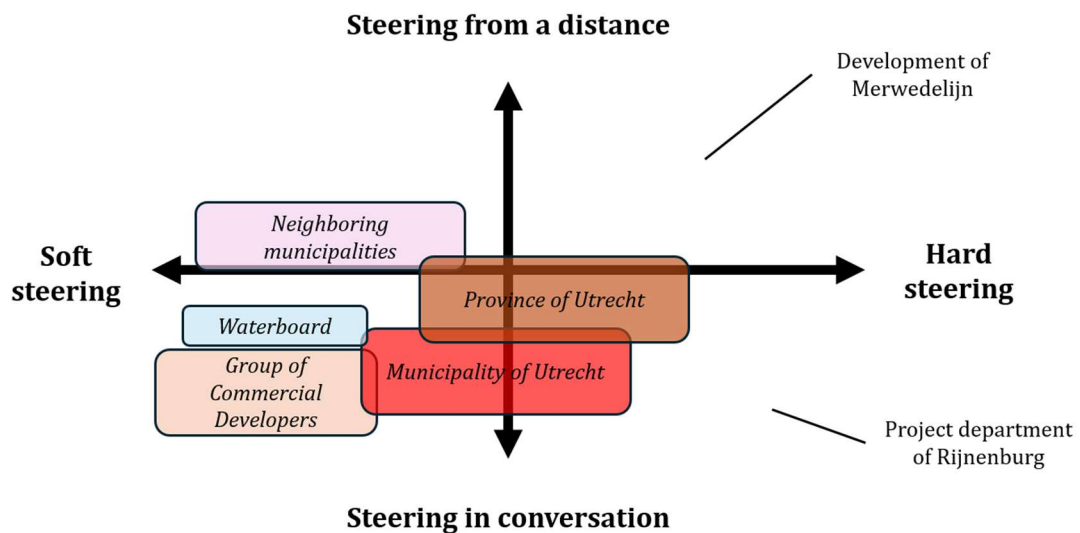 Steering from a distance
Development of
Merwedelijn
Neighboring
municipalities
Soft
steering
Hard
steering
Province of Utrecht
Waterboard
Group of
Commercial
Developers
Municipality of Utrecht
Project department
of Rijnenburg
Steering in conversation